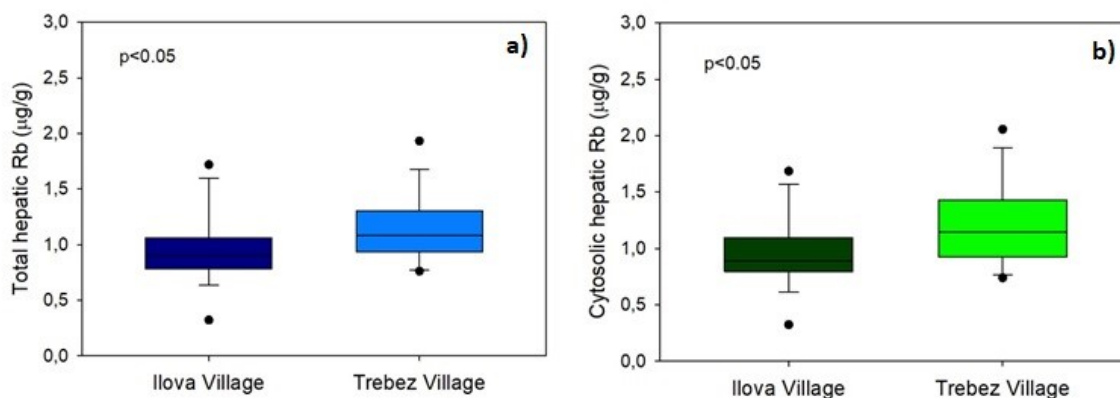 a)
p<0.05
Total hepatic Rb (µg/g)
3,0
2,5
2,0
1,5
1,0
0,5
0,0
Ilova Village
Trebez Village
b)
p<0.05
Cytosolic hepatic Rb (µg/g)
3,0
2,5
2,0
1,5
1,0
0,5
0,0
Ilova Village
Trebez Village